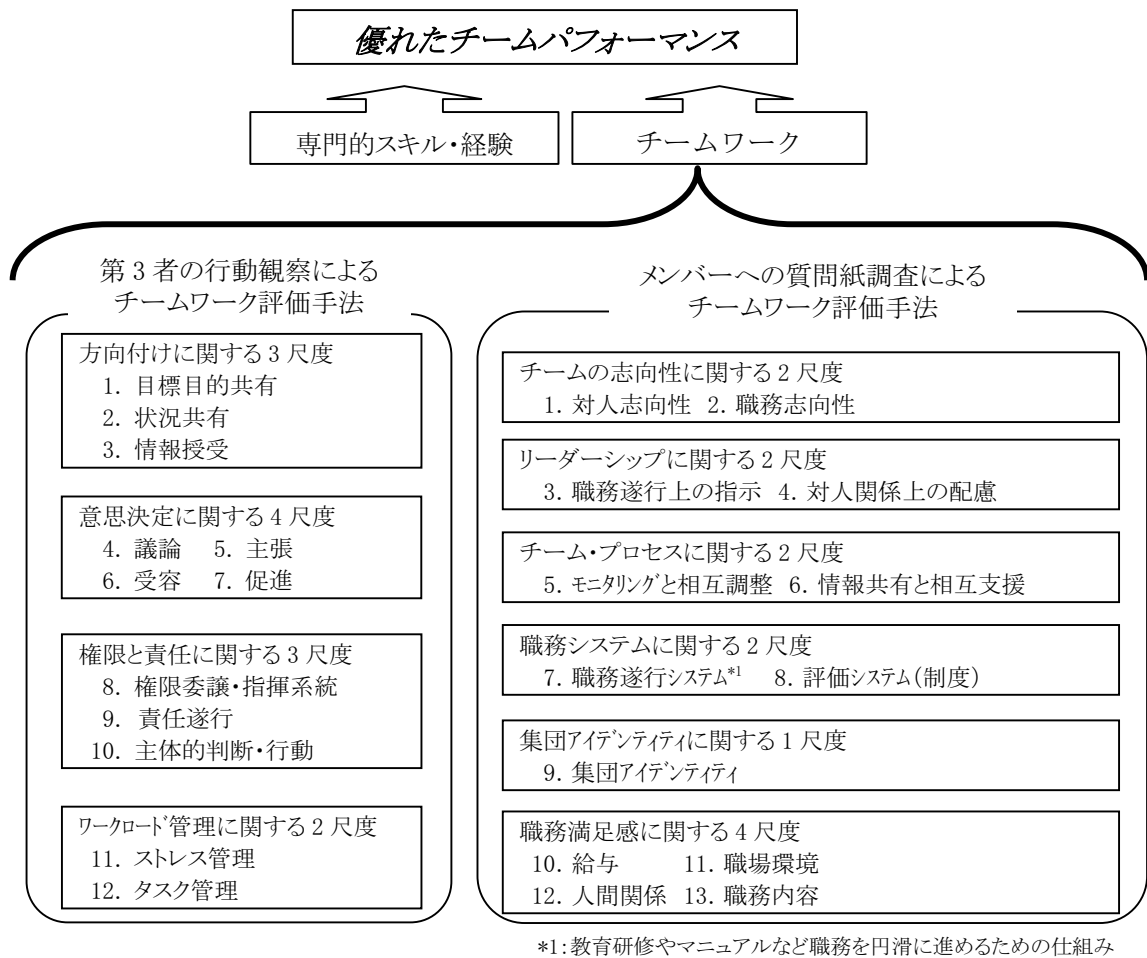 優れたチームパフォーマンス
専門的スキル・経験
チームワーク
第3者の行動観察による
チームワーク評価手法
方向付けに関する3尺度
1. 目標目的共有
2. 状況共有
3. 情報授受
意思決定に関する4尺度
4. 議論 5. 主張
6. 受容 7. 促進
権限と責任に関する3尺度
8. 権限委譲・指揮系統
9. 責任遂行
10. 主体的判断・行動
ワークロード管理に関する2尺度
11. ストレス管理
12. タスク管理
メンバーへの質問紙調査による
チームワーク評価手法
チームの志向性に関する2尺度
1. 対人志向性 2. 職務志向性
リーダーシップに関する2尺度
3. 職務遂行上の指示 4. 対人関係上の配慮
チーム・プロセスに関する2尺度
5. モニタリングと相互調整 6. 情報共有と相互支援
職務システムに関する2尺度
7. 職務遂行システム*1 8. 評価システム(制度)
集団アイデンティティに関する1尺度
9. 集団アイデンティティ
職務満足感に関する4尺度
10. 給与 11. 職場環境
12. 人間関係 13. 職務内容
*1:教育研修やマニュアルなど職務を円滑に進めるための仕組み